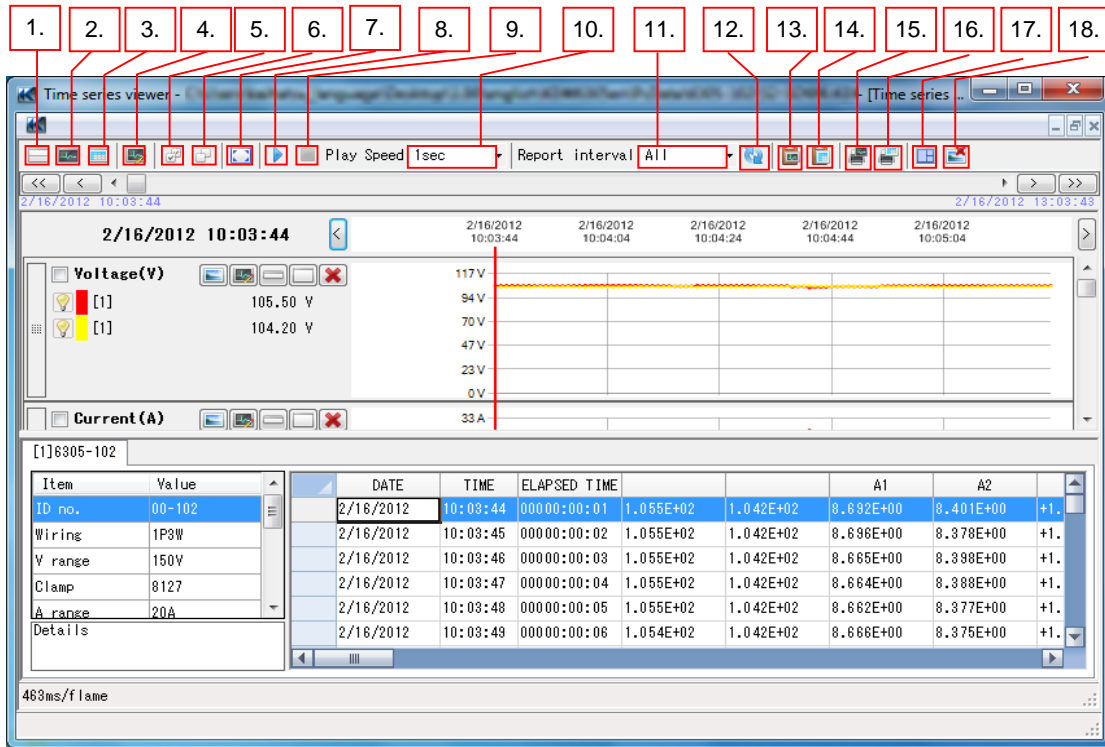 1. 2. 3. 4. 5. 6. 7. 8. 9. 10. 11. 12. 13. 14. 15. 16. 17. 18.
Time series viewer - - [Time series ...
Play Speed 1sec Report interval All
<< < > >>
2/16/2012 10:03:44 2/16/2012 13:03:43
2/16/2012 10:03:44 < 2/16/2012 2/16/2012 2/16/2012 2/16/2012 2/16/2012 >
10:03:44 10:04:04 10:04:24 10:04:44 10:05:04
Voltage(V) 117 V
[1] 105.50 V 94 V
[1] 104.20 V 70 V
47 V
23 V
0 V
Current(A) 33 A
[1]6305-102
Item Value DATE TIME ELAPSED TIME A1 A2
ID no. 00-102 2/16/2012 10:03:44 00000:00:01 1.055E+02 1.042E+02 8.692E+00 8.401E+00 +1.
Wiring 1P3W 2/16/2012 10:03:45 00000:00:02 1.055E+02 1.042E+02 8.696E+00 8.378E+00 +1.
V range 150V 2/16/2012 10:03:46 00000:00:03 1.055E+02 1.042E+02 8.665E+00 8.398E+00 +1.
Clamp 8127 2/16/2012 10:03:47 00000:00:04 1.055E+02 1.042E+02 8.664E+00 8.388E+00 +1.
A range 20A 2/16/2012 10:03:48 00000:00:05 1.055E+02 1.042E+02 8.662E+00 8.377E+00 +1.
Details 2/16/2012 10:03:49 00000:00:06 1.054E+02 1.042E+02 8.666E+00 8.375E+00 +1.
463ms/flame